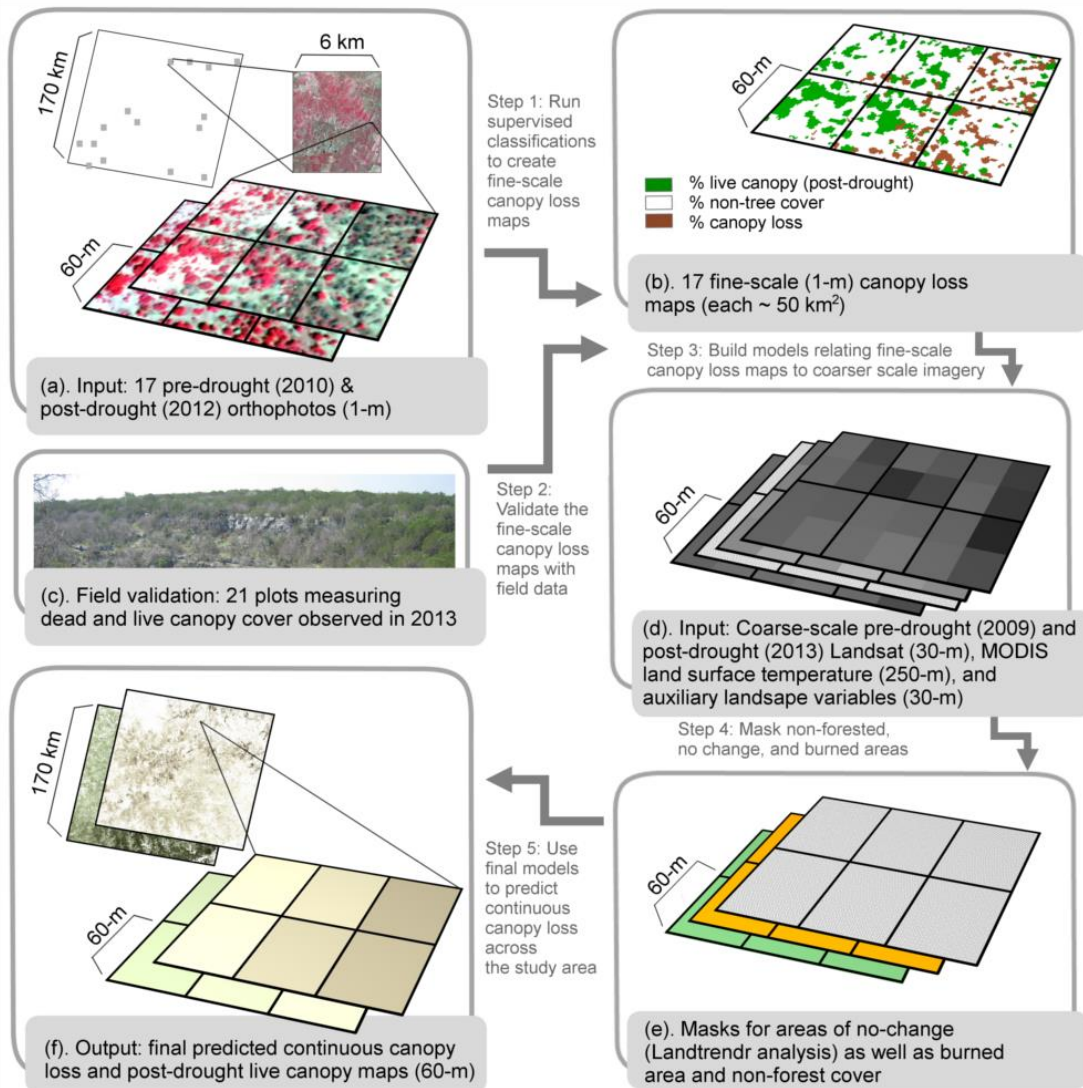 170 km
6 km
60-m
(a). Input: 17 pre-drought (2010) &
post-drought (2012) orthophotos (1-m)
Step 1: Run
supervised
classifications
to create
fine-scale
canopy loss
maps
60-m
% live canopy (post-drought)
% non-tree cover
% canopy loss
(b). 17 fine-scale (1-m) canopy loss
maps (each ~ 50 km²)
(c). Field validation: 21 plots measuring
dead and live canopy cover observed in 2013
Step 2:
Validate the
fine-scale
canopy loss
maps with
field data
Step 3: Build models relating fine-scale
canopy loss maps to coarser scale imagery
60-m
(d). Input: Coarse-scale pre-drought (2009) and
post-drought (2013) Landsat (30-m), MODIS
land surface temperature (250-m), and
auxiliary landsape variables (30-m)
Step 4: Mask non-forested,
no change, and burned areas
60-m
(e). Masks for areas of no-change
(Landtrendr analysis) as well as burned
area and non-forest cover
Step 5: Use
final models
to predict
continuous
canopy loss
across
the study area
170 km
60-m
(f). Output: final predicted continuous canopy
loss and post-drought live canopy maps (60-m)